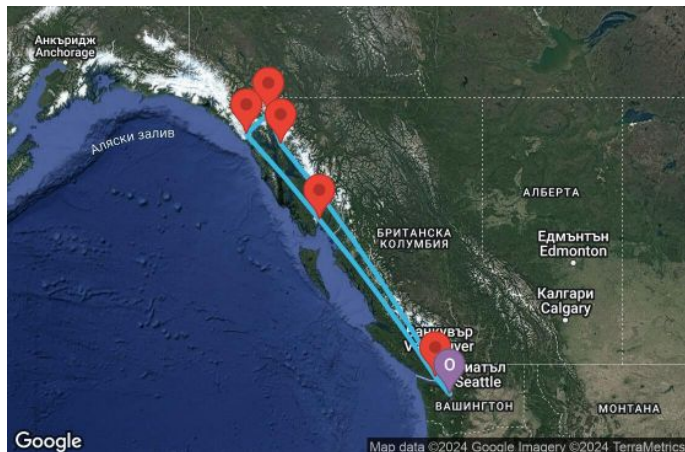 Анкъридж
Anchorage
Аляски залив
АЛБЕРТА
БРИТАНСКА
КОЛУМБИЯ
Едмънтън
Edmonton
Калгари
Calgary
O
Seattle
ВАШИНГТОН
МОНТАНА
Google
Map data ©2024 Google Imagery ©2024 TerraMetrics